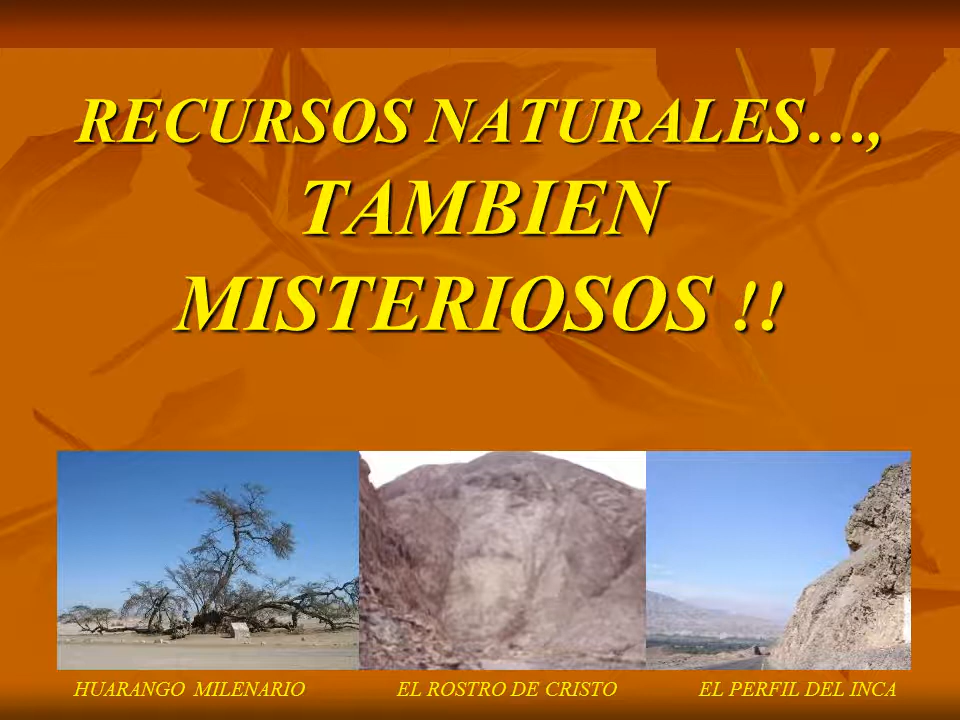 RECURSOS NATURALES…,
TAMBIEN
MISTERIOSOS !!
HUARANGO MILENARIO
EL ROSTRO DE CRISTO
EL PERFIL DEL INCA